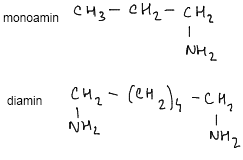 monoamin CH₃ – CH₂ – CH₂
|
NH₂
diamin CH₂ – (CH₂)₄ – CH₂
| |
NH₂ NH₂